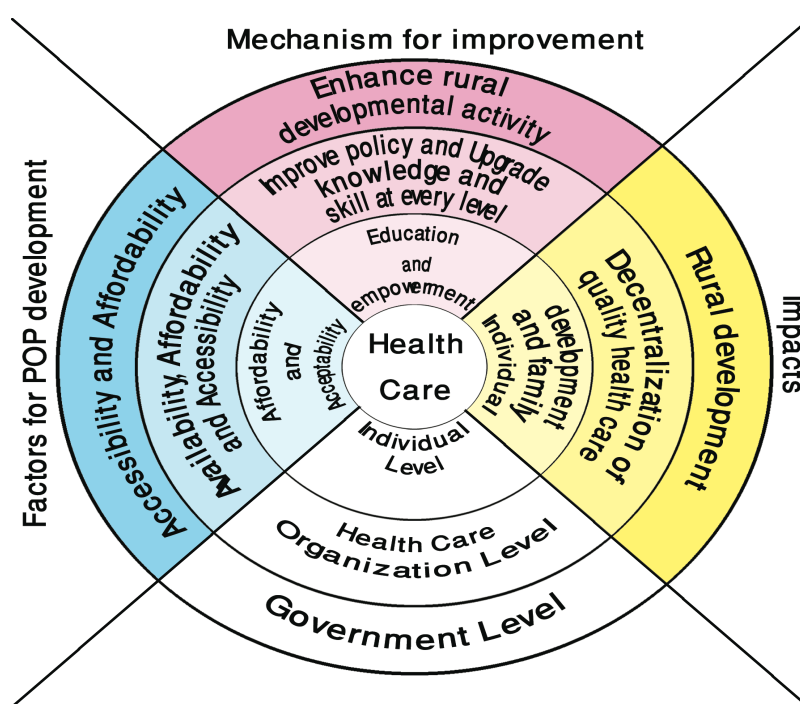 Mechanism for improvement
Enhance rural
developmental activity
Improve policy and Upgrade
knowledge and
skill at every level
Education
and
empowerment
Factors for POP development
Accessibility and Affordability
Availability, Affordability
and Accessibility
Affordability
and
Acceptability
Health
Care
Individual
and family
development
Decentralization of
quality health care
Rural development
Impacts
Individual
Level
Health Care
Organization Level
Government Level